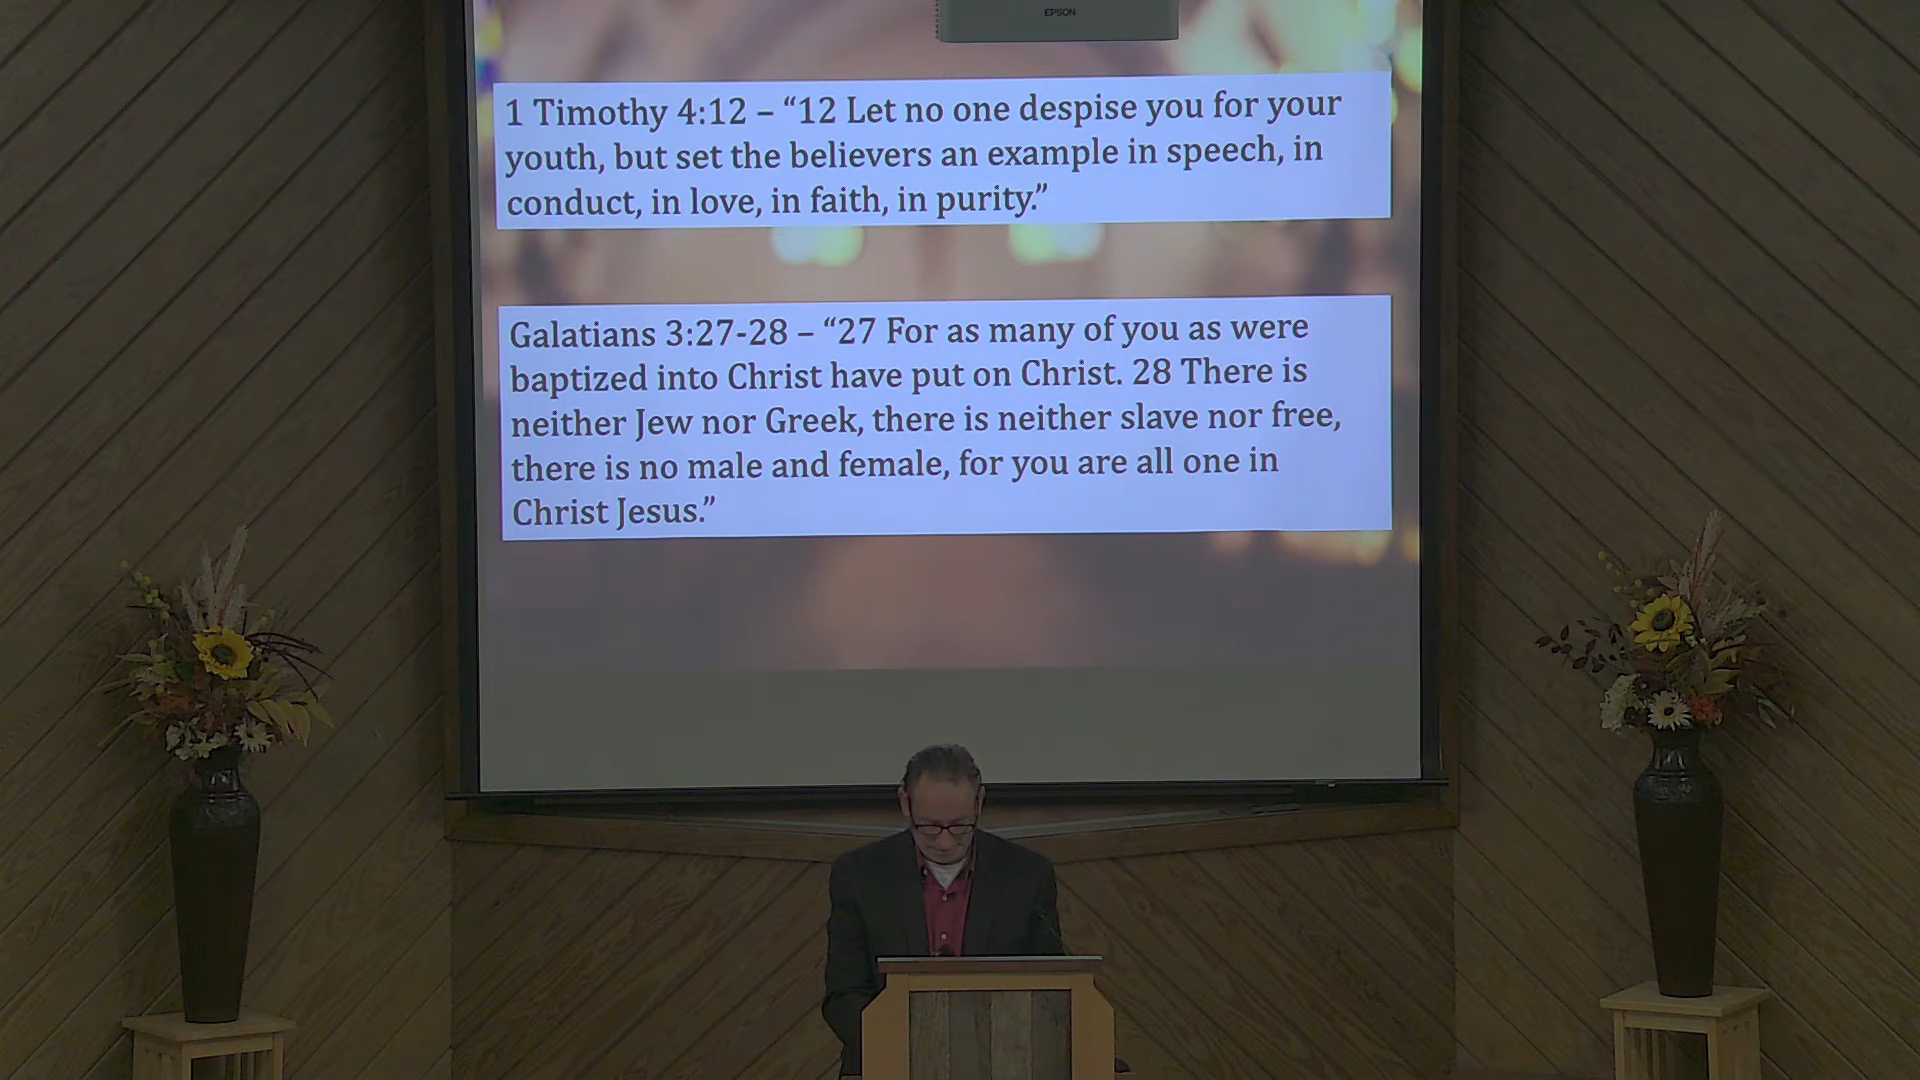 EPSON
1 Timothy 4:12 – “12 Let no one despise you for your
youth, but set the believers an example in speech, in
conduct, in love, in faith, in purity.”
Galatians 3:27-28 – “27 For as many of you as were
baptized into Christ have put on Christ. 28 There is
neither Jew nor Greek, there is neither slave nor free,
there is no male and female, for you are all one in
Christ Jesus.”